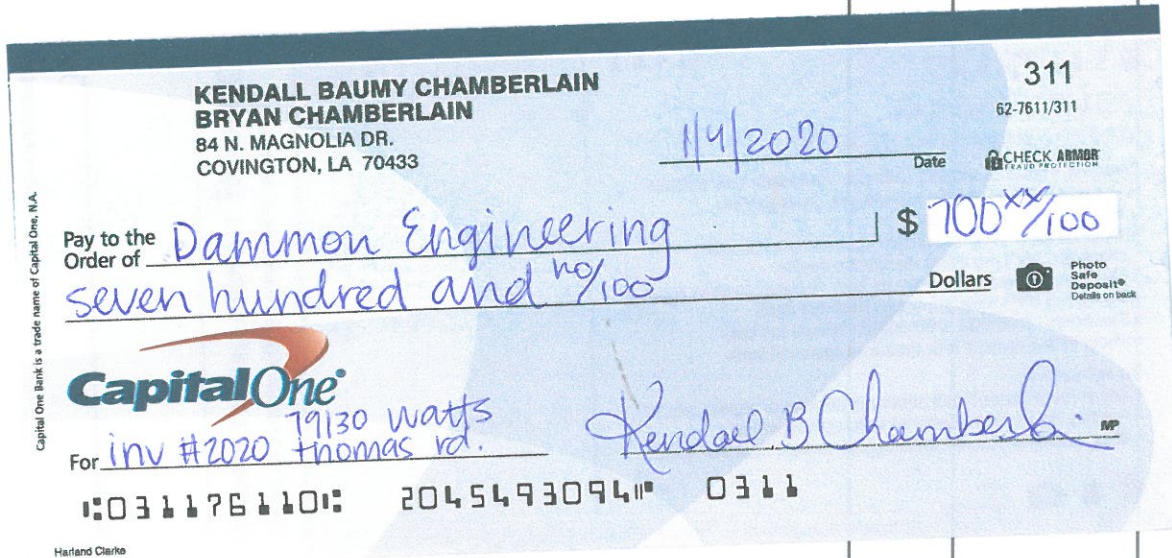 KENDALL BAUMY CHAMBERLAIN
BRYAN CHAMBERLAIN
84 N. MAGNOLIA DR.
COVINGTON, LA 70433
311
62-7611/311
1/4/2020
Date
CHECK ARMOR
FRAUD PROTECTION
Capital One Bank is a trade name of Capital One, N.A.
Pay to the
Order of Dammon Engineering
$ 700 xx/100
seven hundred and no/100
Dollars
Photo
Safe
Deposit®
Details on back
CapitalOne
79130 watts
For inv #2020 thomas rd.
Kendall B Chamberlain
MP
⑆031176110⑆ 2045493094⑈ 0311
Harland Clarke